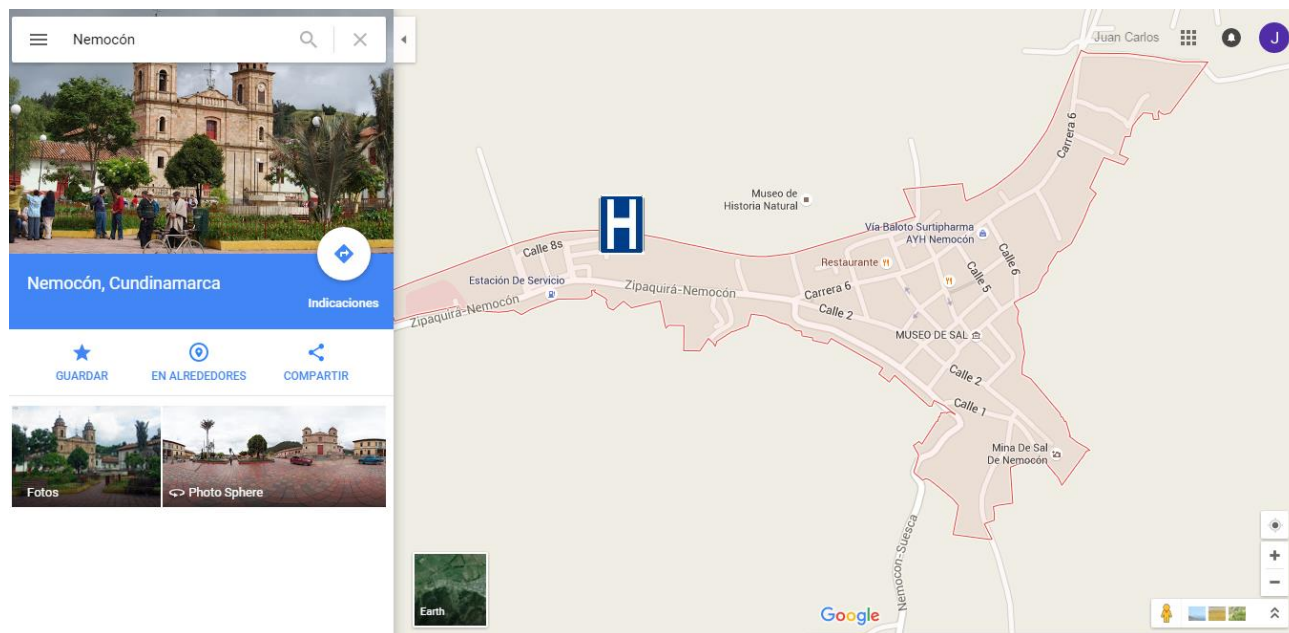 Nemocón
Juan Carlos
J
Nemocón, Cundinamarca
Indicaciones
GUARDAR
EN ALREDEDORES
COMPARTIR
Fotos
Photo Sphere
Carrera 6
Museo de
Historia Natural
H
Vía Baloto Surtipharma
AYH Nemocón
Calle 8s
Restaurante
Calle 5
Calle 6
Estación De Servicio
Zipaquirá-Nemocón
Zipaquirá-Nemocón
Carrera 6
Calle 2
MUSEO DE SAL
Calle 2
Calle 1
Mina De Sal
De Nemocón
Nemocon-Suesca
Earth
Google